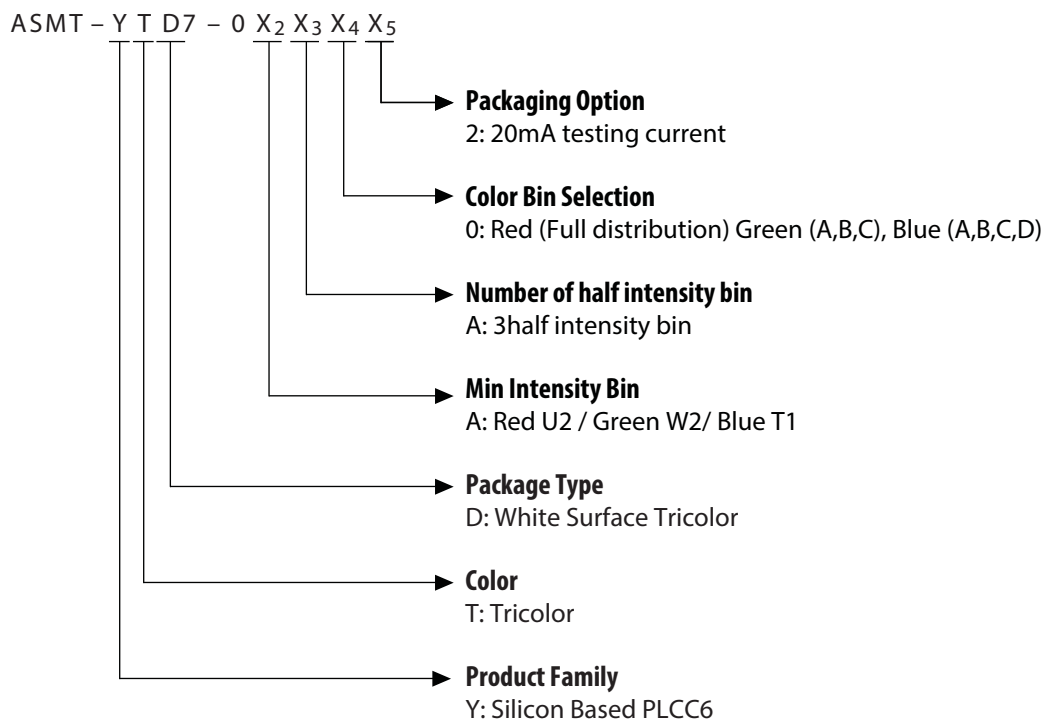 ASMT – Y T D7 – 0 X2 X3 X4 X5
Packaging Option
2: 20mA testing current
Color Bin Selection
0: Red (Full distribution) Green (A,B,C), Blue (A,B,C,D)
Number of half intensity bin
A: 3half intensity bin
Min Intensity Bin
A: Red U2 / Green W2/ Blue T1
Package Type
D: White Surface Tricolor
Color
T: Tricolor
Product Family
Y: Silicon Based PLCC6